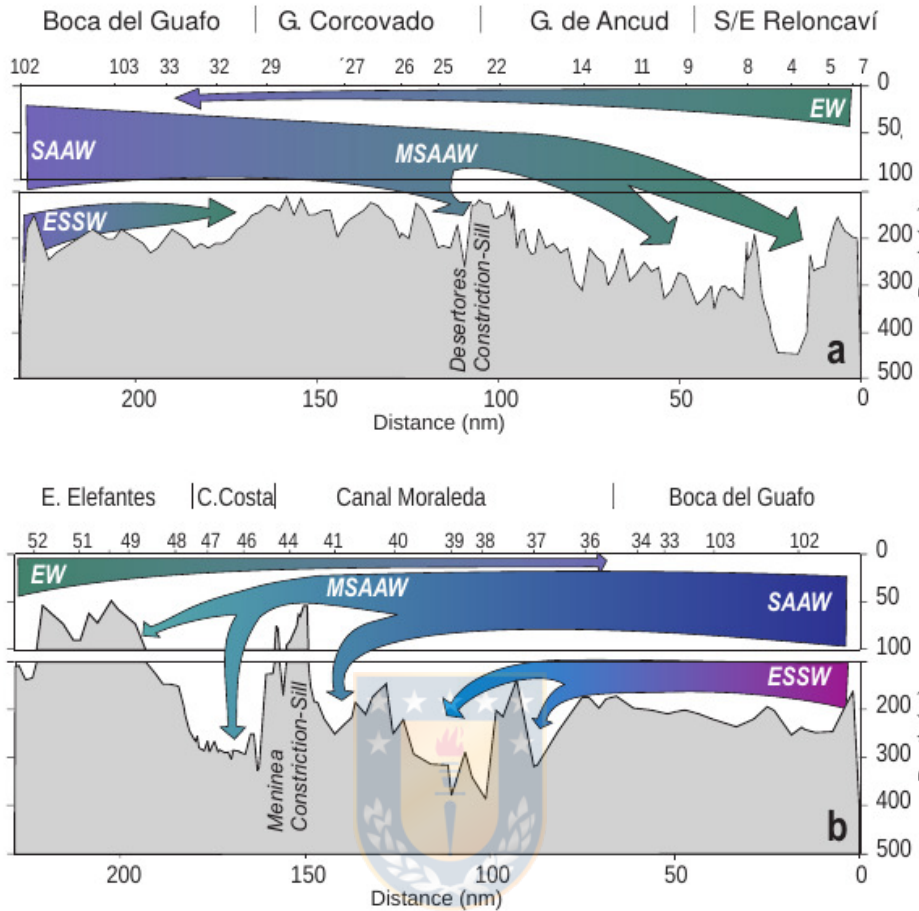 Boca del Guafo | G. Corcovado | G. de Ancud | S/E Reloncaví
102 103 33 32 29 ´27 26 25 22 14 11 9 8 4 5 7
0
EW
50
SAAW
MSAAW
100
ESSW
200
300
Desertores
Constriction-Sill
400
a
500
200 150 100 50 0
Distance (nm)
E. Elefantes |C.Costa| Canal Moraleda | Boca del Guafo
52 51 49 48 47 46 44 41 40 39 38 37 36 34 33 103 102
0
EW
MSAAW
SAAW
50
100
ESSW
200
300
Meninea
Constriction-Sill
400
b
500
200 150 100 50 0
Distance (nm)